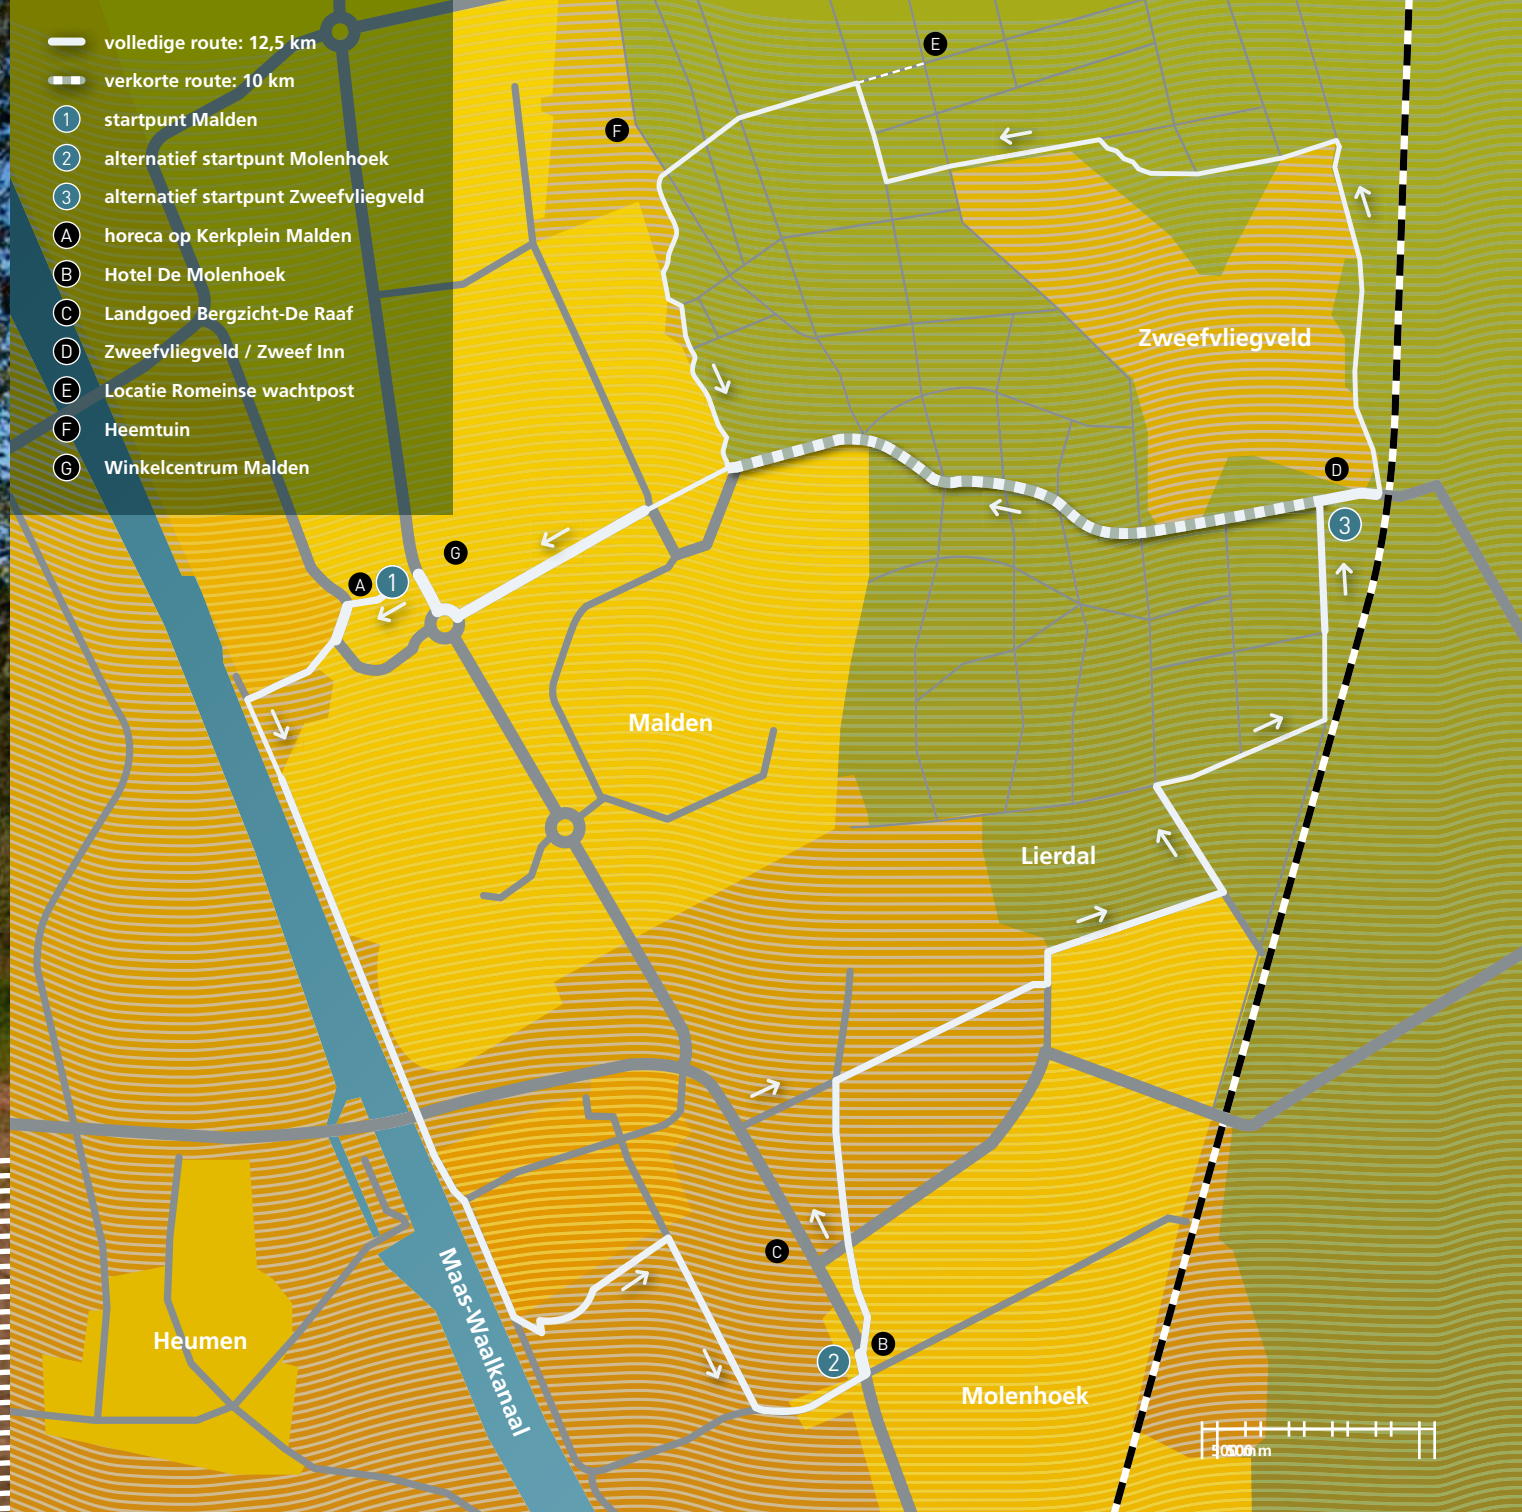 volledige route: 12,5 km
verkorte route: 10 km
1 startpunt Malden
2 alternatief startpunt Molenhoek
3 alternatief startpunt Zweefvliegveld
A horeca op Kerkplein Malden
B Hotel De Molenhoek
C Landgoed Bergzicht-De Raaf
D Zweefvliegveld / Zweef Inn
E Locatie Romeinse wachtpost
F Heemtuin
G Winkelcentrum Malden
E
F
Zweefvliegveld
D
3
G
A 1
Malden
Lierdal
C
Maas-Waalkanaal
Heumen
2 B
Molenhoek